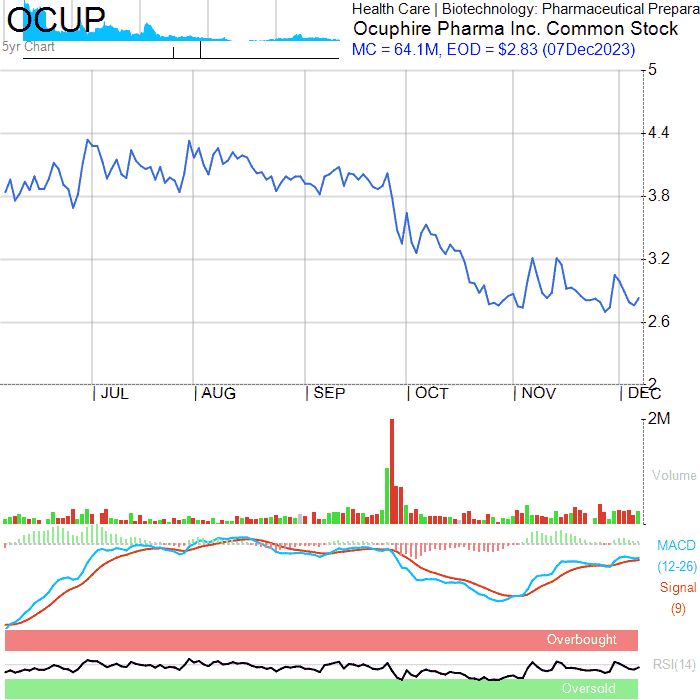 OCUP
5yr Chart
Health Care | Biotechnology: Pharmaceutical Prepara
Ocuphire Pharma Inc. Common Stock
MC = 64.1M, EOD = $2.83 (07Dec2023)
5
4.4
3.8
3.2
2.6
2
JUL
AUG
SEP
OCT
NOV
DEC
2M
Volume
MACD
(12-26)
Signal
(9)
Overbought
RSI(14)
Oversold